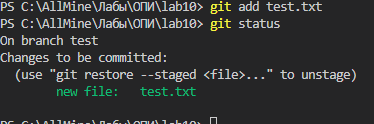 PS C:\AllMine\Лабы\ОПИ\lab10> git add test.txt
PS C:\AllMine\Лабы\ОПИ\lab10> git status
On branch test
Changes to be committed:
  (use "git restore --staged <file>..." to unstage)
        new file:   test.txt
PS C:\AllMine\Лабы\ОПИ\lab10>